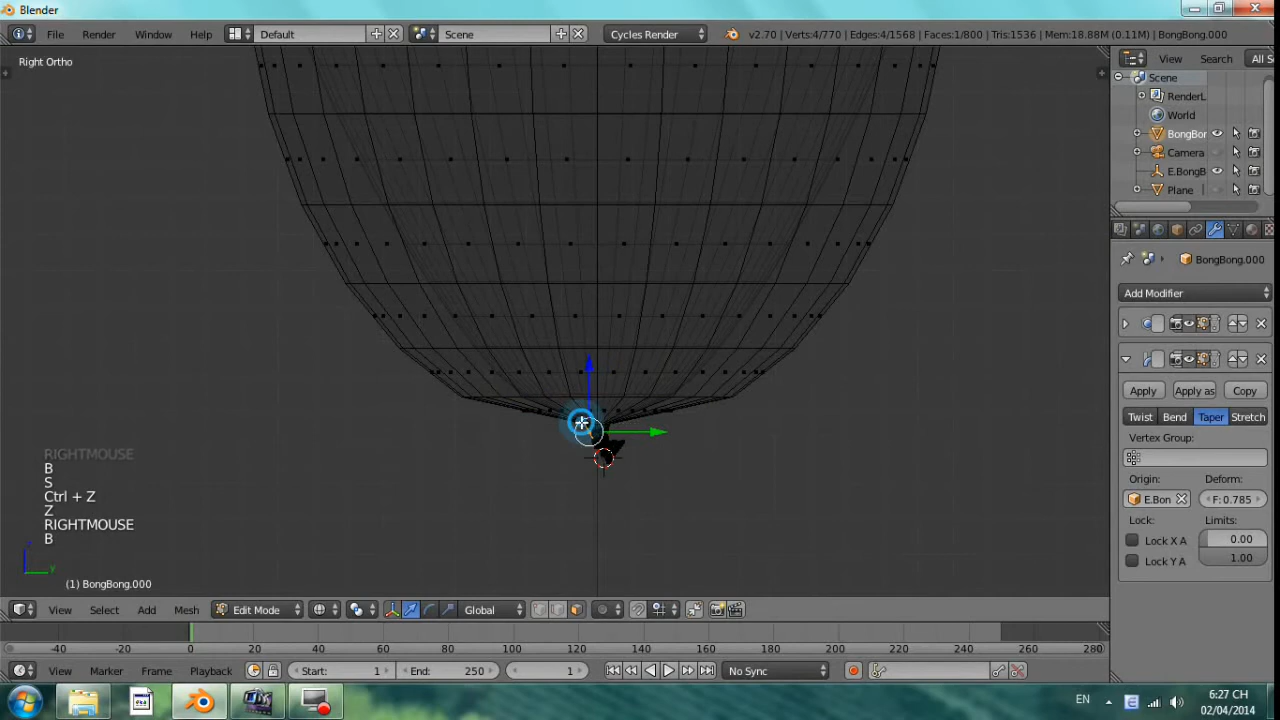 Blender
File Render Window Help Default Scene Cycles Render v2.70 | Verts:4/770 | Edges:4/1568 | Faces:1/800 | Tris:1536 | Mem:18.88M (0.11M) | BongBong.000
View Search All S
Right Ortho
Scene
RenderL
World
BongBor
Camera
E.BongB
Plane
BongBong.000
Add Modifier
Apply Apply as Copy
Twist Bend Taper Stretch
Vertex Group:
Origin: Deform:
E.Bon F: 0.785
Lock: Limits:
Lock X A 0.00
Lock Y A 1.00
RIGHTMOUSE
B
S
Ctrl + Z
Z
RIGHTMOUSE
B
z
y
(1) BongBong.000
View Select Add Mesh Edit Mode Global
-40 -20 0 20 40 60 80 100 120 140 160 180 200 220 240 260 280
View Marker Frame Playback Start: 1 End: 250 1 No Sync
EN 6:27 CH
02/04/2014